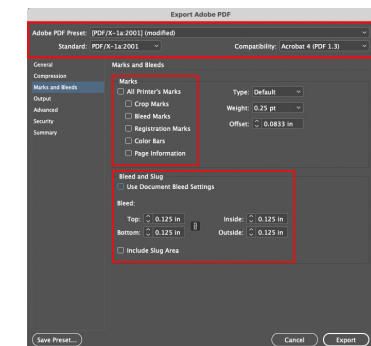 Export Adobe PDF
Adobe PDF Preset: [PDF/X-1a:2001] (modified)
Standard: PDF/X-1a:2001 Compatibility: Acrobat 4 (PDF 1.3)
General
Compression
Marks and Bleeds
Output
Advanced
Security
Summary
Marks and Bleeds
Marks
All Printer's Marks
Crop Marks
Bleed Marks
Registration Marks
Color Bars
Page Information
Type: Default
Weight: 0.25 pt
Offset: 0.0833 in
Bleed and Slug
Use Document Bleed Settings
Bleed:
Top: 0.125 in Inside: 0.125 in
Bottom: 0.125 in Outside: 0.125 in
Include Slug Area
Save Preset... Cancel Export